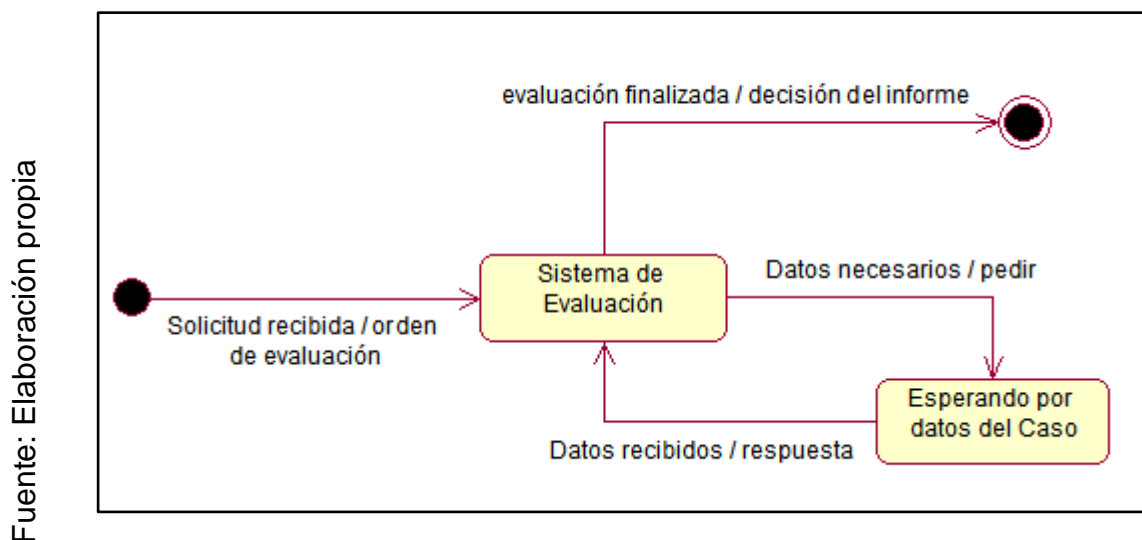 evaluación finalizada / decisión del informe
Sistema de
Evaluación
Datos necesarios / pedir
Solicitud recibida / orden
de evaluación
Esperando por
datos del Caso
Datos recibidos / respuesta
Fuente: Elaboración propia